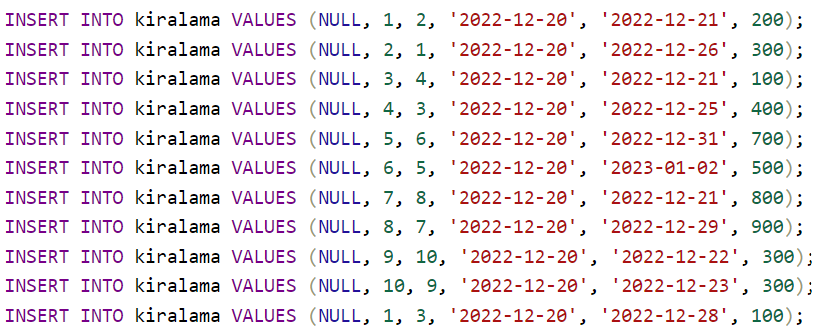 INSERT INTO kiralama VALUES (NULL, 1, 2, '2022-12-20', '2022-12-21', 200);
INSERT INTO kiralama VALUES (NULL, 2, 1, '2022-12-20', '2022-12-26', 300);
INSERT INTO kiralama VALUES (NULL, 3, 4, '2022-12-20', '2022-12-21', 100);
INSERT INTO kiralama VALUES (NULL, 4, 3, '2022-12-20', '2022-12-25', 400);
INSERT INTO kiralama VALUES (NULL, 5, 6, '2022-12-20', '2022-12-31', 700);
INSERT INTO kiralama VALUES (NULL, 6, 5, '2022-12-20', '2023-01-02', 500);
INSERT INTO kiralama VALUES (NULL, 7, 8, '2022-12-20', '2022-12-21', 800);
INSERT INTO kiralama VALUES (NULL, 8, 7, '2022-12-20', '2022-12-29', 900);
INSERT INTO kiralama VALUES (NULL, 9, 10, '2022-12-20', '2022-12-22', 300);
INSERT INTO kiralama VALUES (NULL, 10, 9, '2022-12-20', '2022-12-23', 300);
INSERT INTO kiralama VALUES (NULL, 1, 3, '2022-12-20', '2022-12-28', 100);